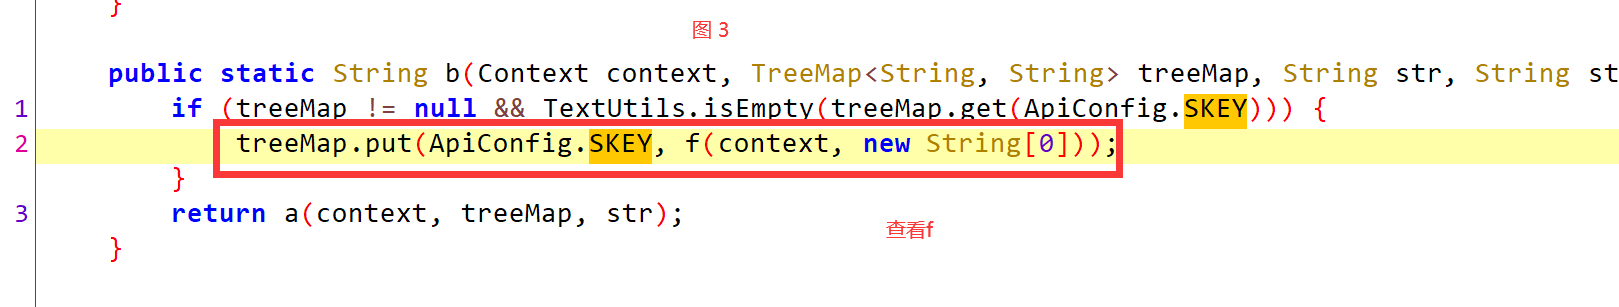 }
图 3
public static String b(Context context, TreeMap<String, String> treeMap, String str, String st
1 if (treeMap != null && TextUtils.isEmpty(treeMap.get(ApiConfig.SKEY))) {
2 treeMap.put(ApiConfig.SKEY, f(context, new String[0]));
}
3 return a(context, treeMap, str);
查看f
}